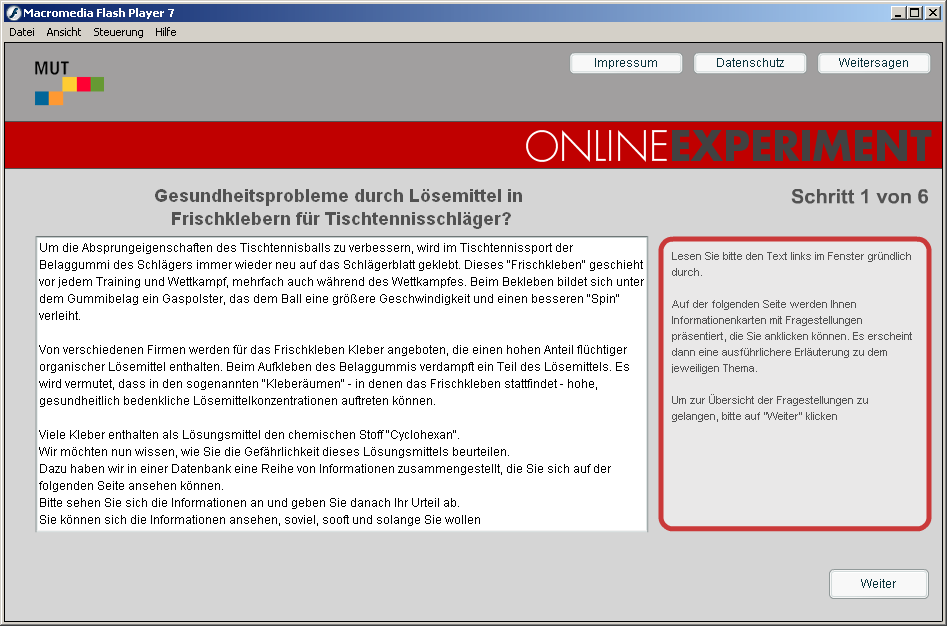 Macromedia Flash Player 7
Datei Ansicht Steuerung Hilfe
MUT
Impressum Datenschutz Weitersagen
ONLINEEXPERIMENT
Gesundheitsprobleme durch Lösemittel in
Frischklebern für Tischtennisschläger?
Schritt 1 von 6
Um die Absprungeigenschaften des Tischtennisballs zu verbessern, wird im Tischtennissport der
Belaggummi des Schlägers immer wieder neu auf das Schlägerblatt geklebt. Dieses "Frischkleben" geschieht
vor jedem Training und Wettkampf, mehrfach auch während des Wettkampfes. Beim Bekleben bildet sich unter
dem Gummibelag ein Gaspolster, das dem Ball eine größere Geschwindigkeit und einen besseren "Spin"
verleiht.
Von verschiedenen Firmen werden für das Frischkleben Kleber angeboten, die einen hohen Anteil flüchtiger
organischer Lösemittel enthalten. Beim Aufkleben des Belaggummis verdampft ein Teil des Lösemittels. Es
wird vermutet, dass in den sogenannten "Kleberäumen" - in denen das Frischkleben stattfindet - hohe,
gesundheitlich bedenkliche Lösemittelkonzentrationen auftreten können.
Viele Kleber enthalten als Lösungsmittel den chemischen Stoff "Cyclohexan".
Wir möchten nun wissen, wie Sie die Gefährlichkeit dieses Lösungsmittels beurteilen.
Dazu haben wir in einer Datenbank eine Reihe von Informationen zusammengestellt, die Sie sich auf der
folgenden Seite ansehen können.
Bitte sehen Sie sich die Informationen an und geben Sie danach Ihr Urteil ab.
Sie können sich die Informationen ansehen, soviel, sooft und solange Sie wollen
Lesen Sie bitte den Text links im Fenster gründlich
durch.
Auf der folgenden Seite werden Ihnen
Informationenkarten mit Fragestellungen
präsentiert, die Sie anklicken können. Es erscheint
dann eine ausführlichere Erläuterung zu dem
jeweiligen Thema.
Um zur Übersicht der Fragestellungen zu
gelangen, bitte auf "Weiter" klicken
Weiter